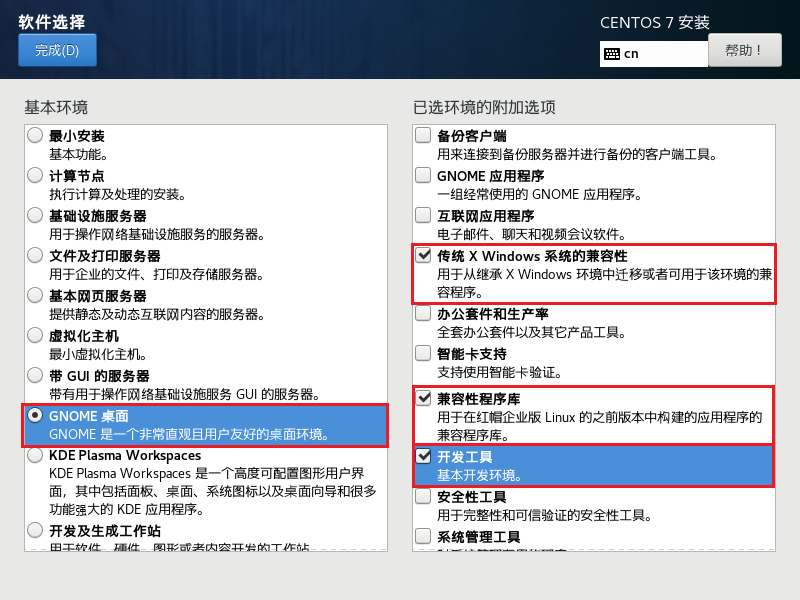 软件选择
完成(D)
CENTOS 7 安装
cn
帮助！
基本环境
最小安装
基本功能。
计算节点
执行计算及处理的安装。
基础设施服务器
用于操作网络基础设施服务的服务器。
文件及打印服务器
用于企业的文件、打印及存储服务器。
基本网页服务器
提供静态及动态互联网内容的服务器。
虚拟化主机
最小虚拟化主机。
带 GUI 的服务器
带有用于操作网络基础设施服务 GUI 的服务器。
GNOME 桌面
GNOME 是一个非常直观且用户友好的桌面环境。
KDE Plasma Workspaces
KDE Plasma Workspaces 是一个高度可配置图形用户界
面，其中包括面板、桌面、系统图标以及桌面向导和很多
功能强大的 KDE 应用程序。
开发及生成工作站
用于软件、硬件、图形或者内容开发的工作站。
已选环境的附加选项
备份客户端
用来连接到备份服务器并进行备份的客户端工具。
GNOME 应用程序
一组经常使用的 GNOME 应用程序。
互联网应用程序
电子邮件、聊天和视频会议软件。
传统 X Windows 系统的兼容性
用于从继承 X Windows 环境中迁移或者可用于该环境的兼
容程序。
办公套件和生产率
全套办公套件以及其它产品工具。
智能卡支持
支持使用智能卡验证。
兼容性程序库
用于在红帽企业版 Linux 的之前版本中构建的应用程序的
兼容程序库。
开发工具
基本开发环境。
安全性工具
用于完整性和可信验证的安全性工具。
系统管理工具